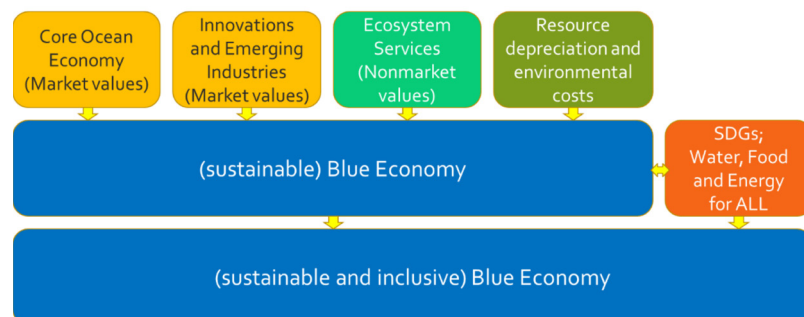 Core Ocean
Economy
(Market values)
Innovations
and Emerging
Industries
(Market values)
Ecosystem
Services
(Nonmarket
values)
Resource
depreciation and
environmental
costs
(sustainable) Blue Economy
SDGs;
Water, Food
and Energy
for ALL
(sustainable and inclusive) Blue Economy